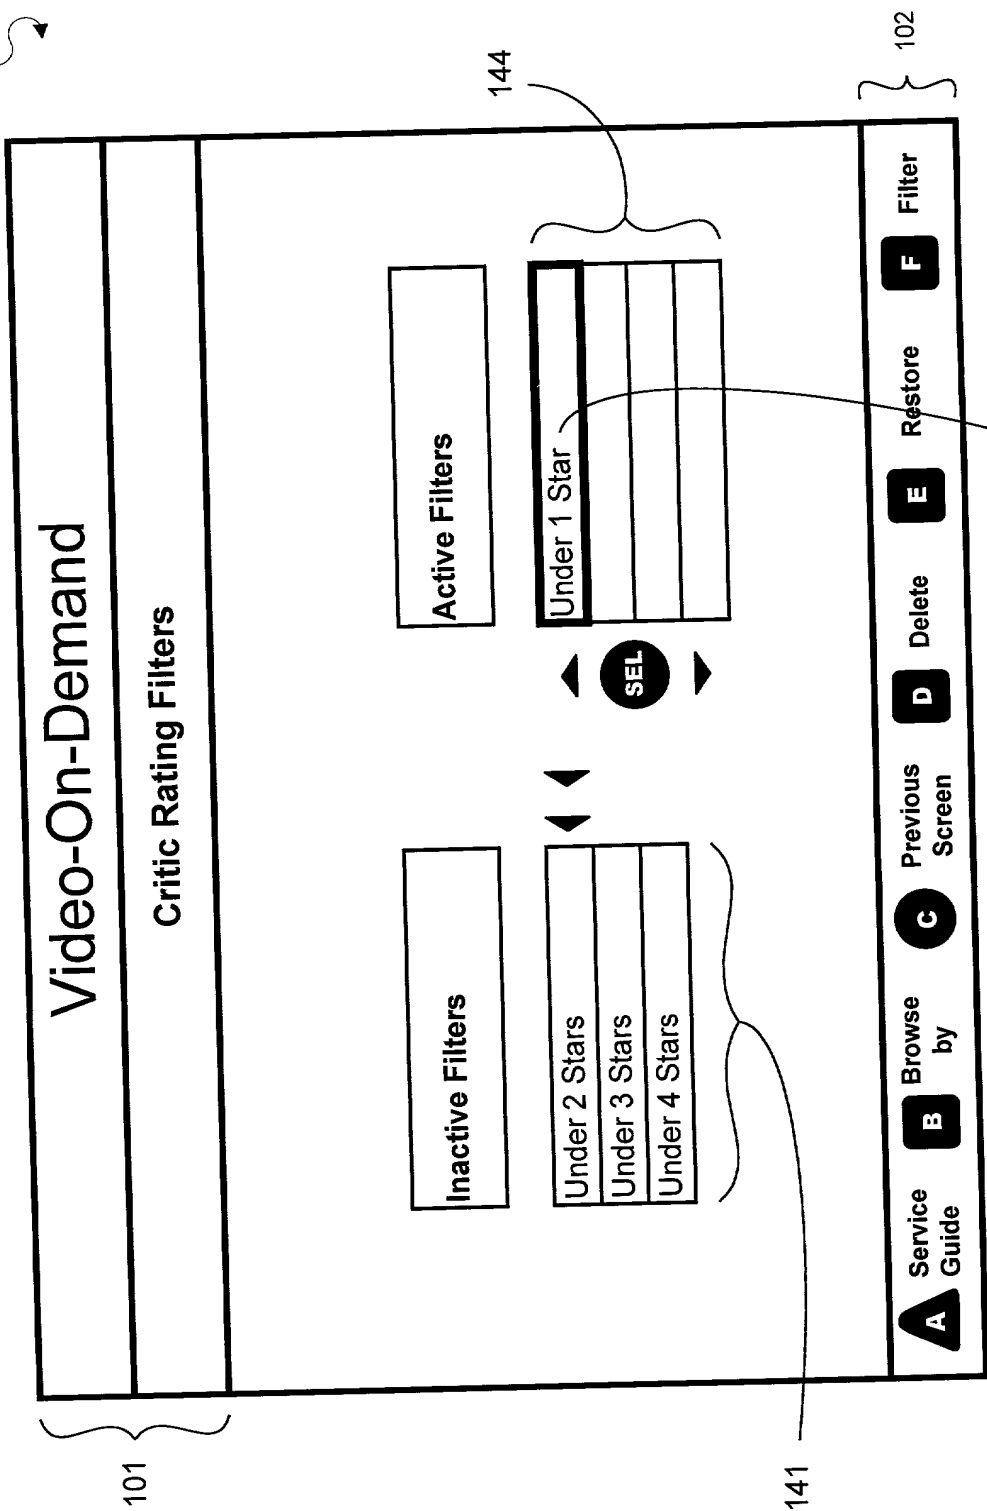 Video-On-Demand
Critic Rating Filters
101
Inactive Filters
Active Filters
144
Under 2 Stars
Under 3 Stars
Under 4 Stars
Under 1 Star
SEL
141
A Service Guide
B Browse by
C Previous Screen
D Delete
E Restore
F Filter
102